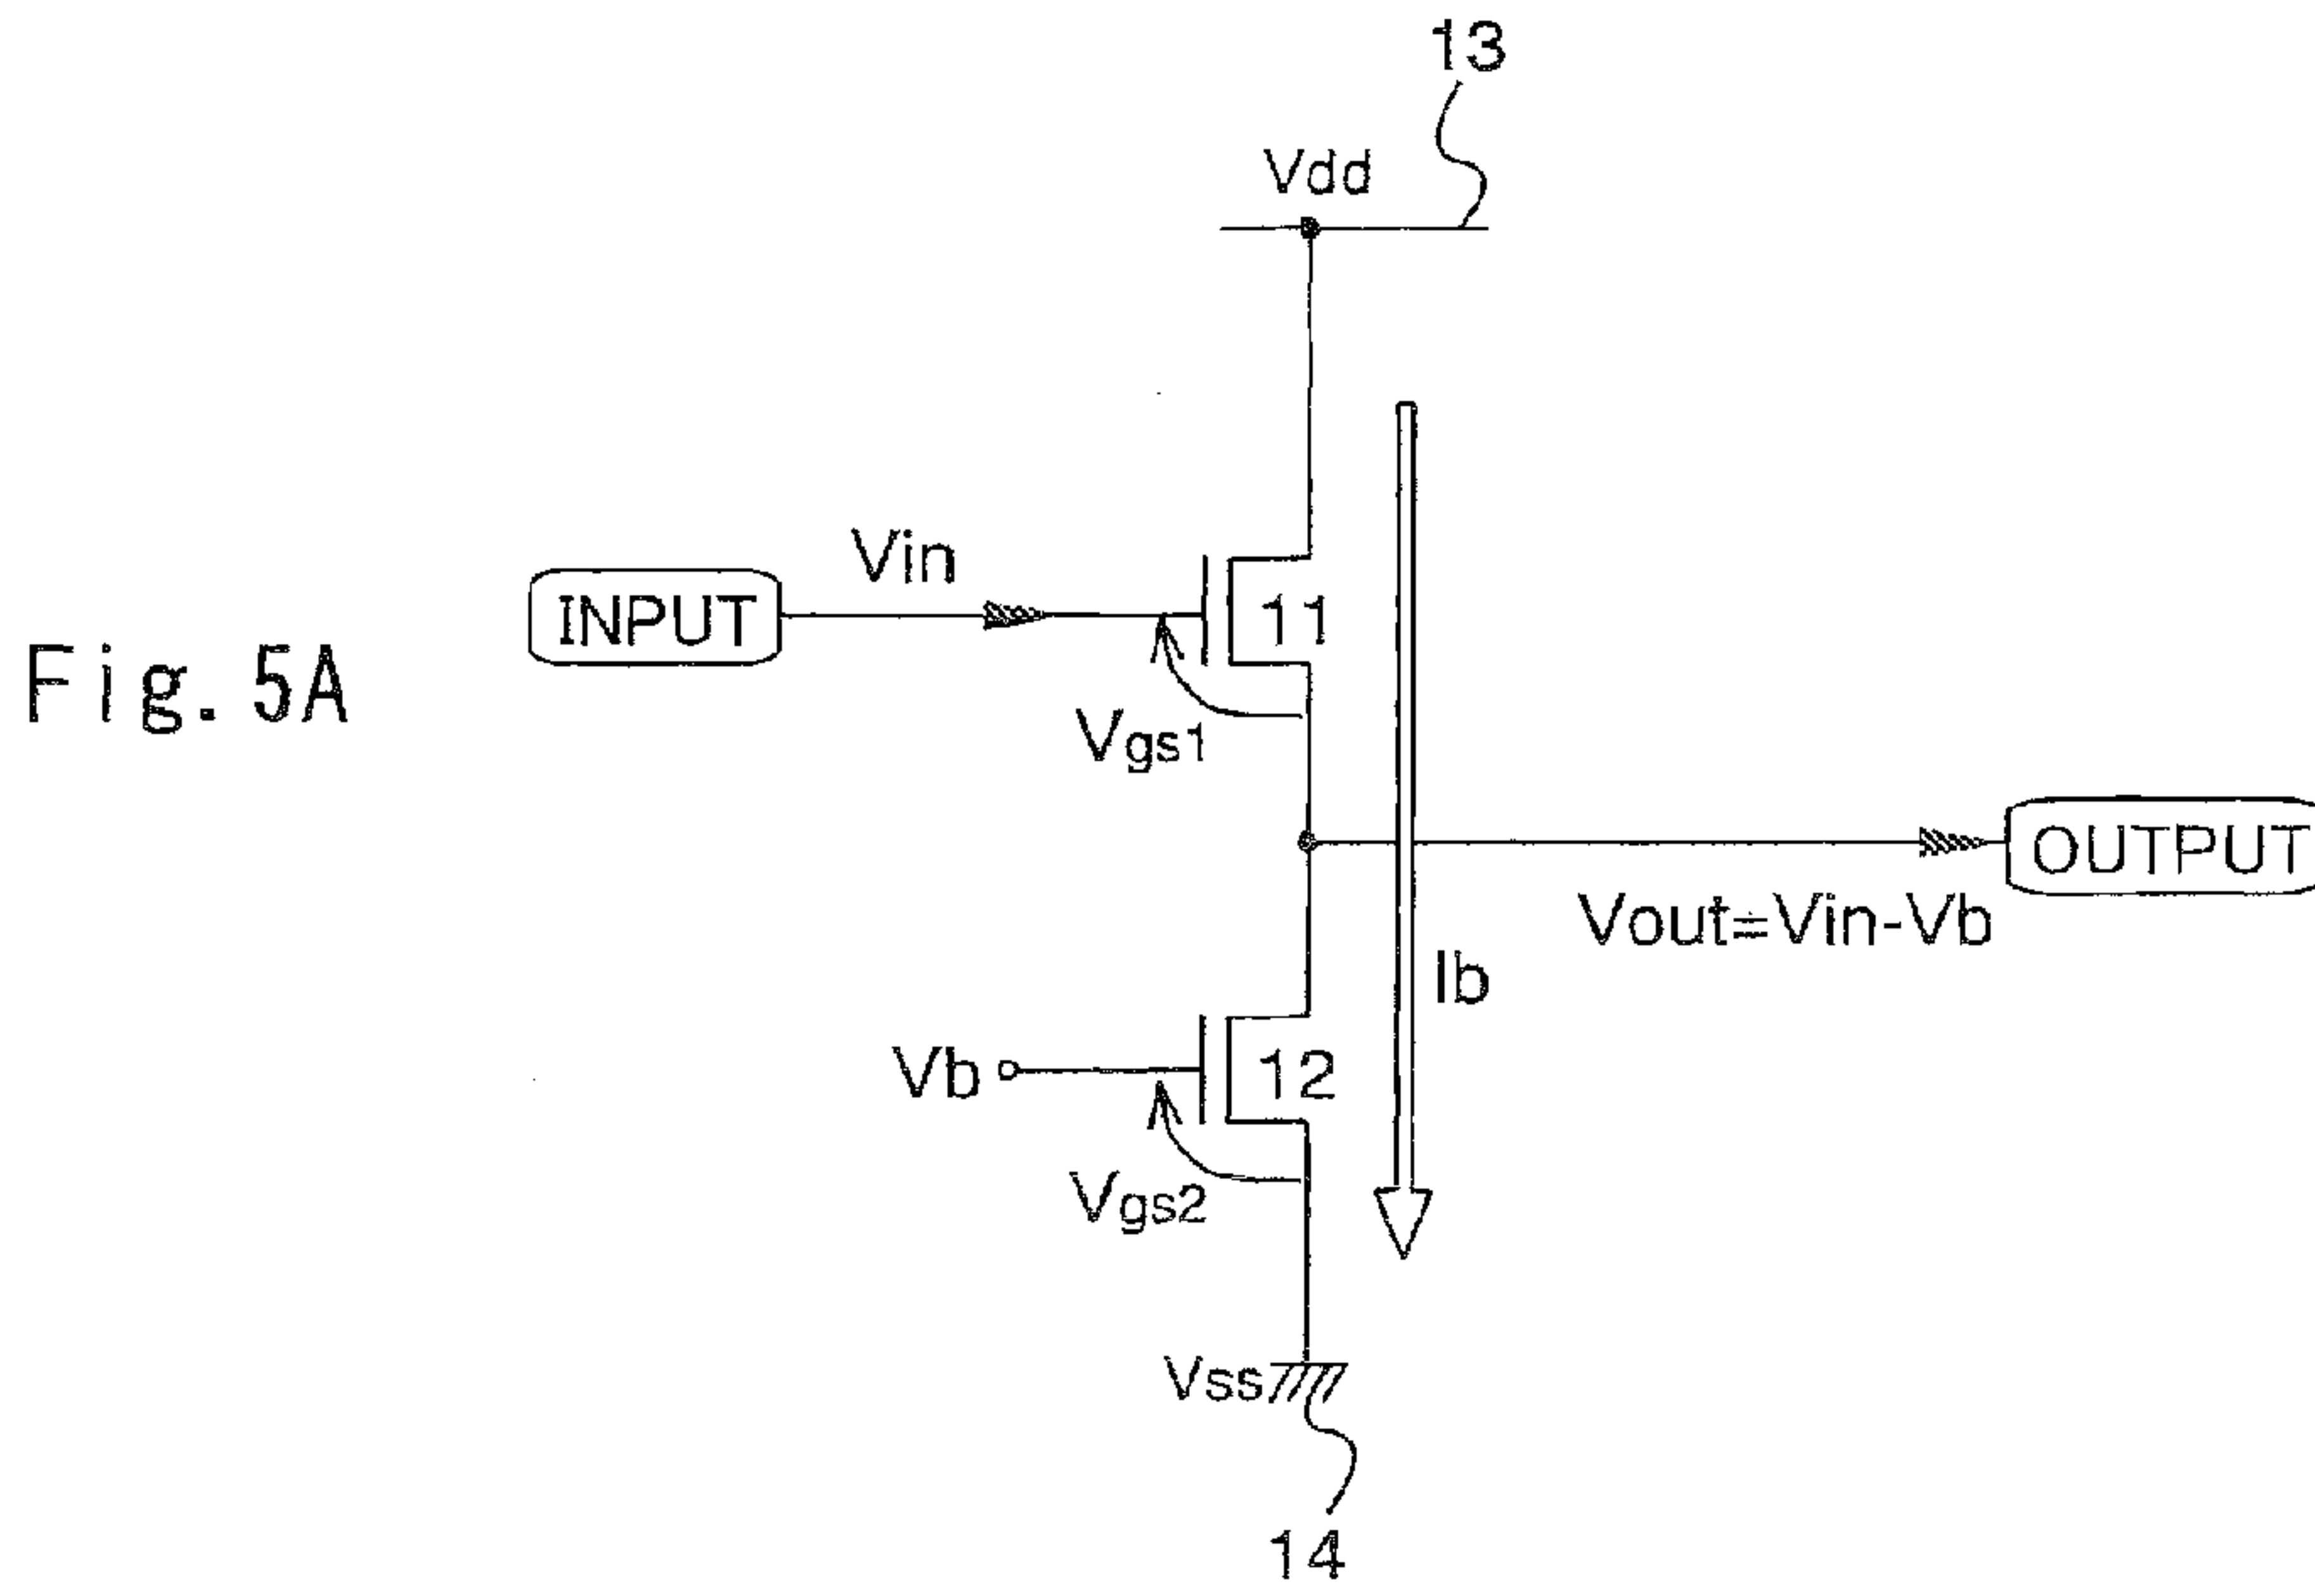 13
Vdd
Vin
INPUT
11
Fig. 5A
Vgs1
OUTPUT
Vout≒Vin-Vb
Ib
Vb
12
Vgs2
Vss
14